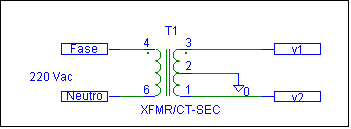 T1
Fase 4 3 v1
2
220 Vac
0
Neutro 6 1 v2
XFMR/CT-SEC